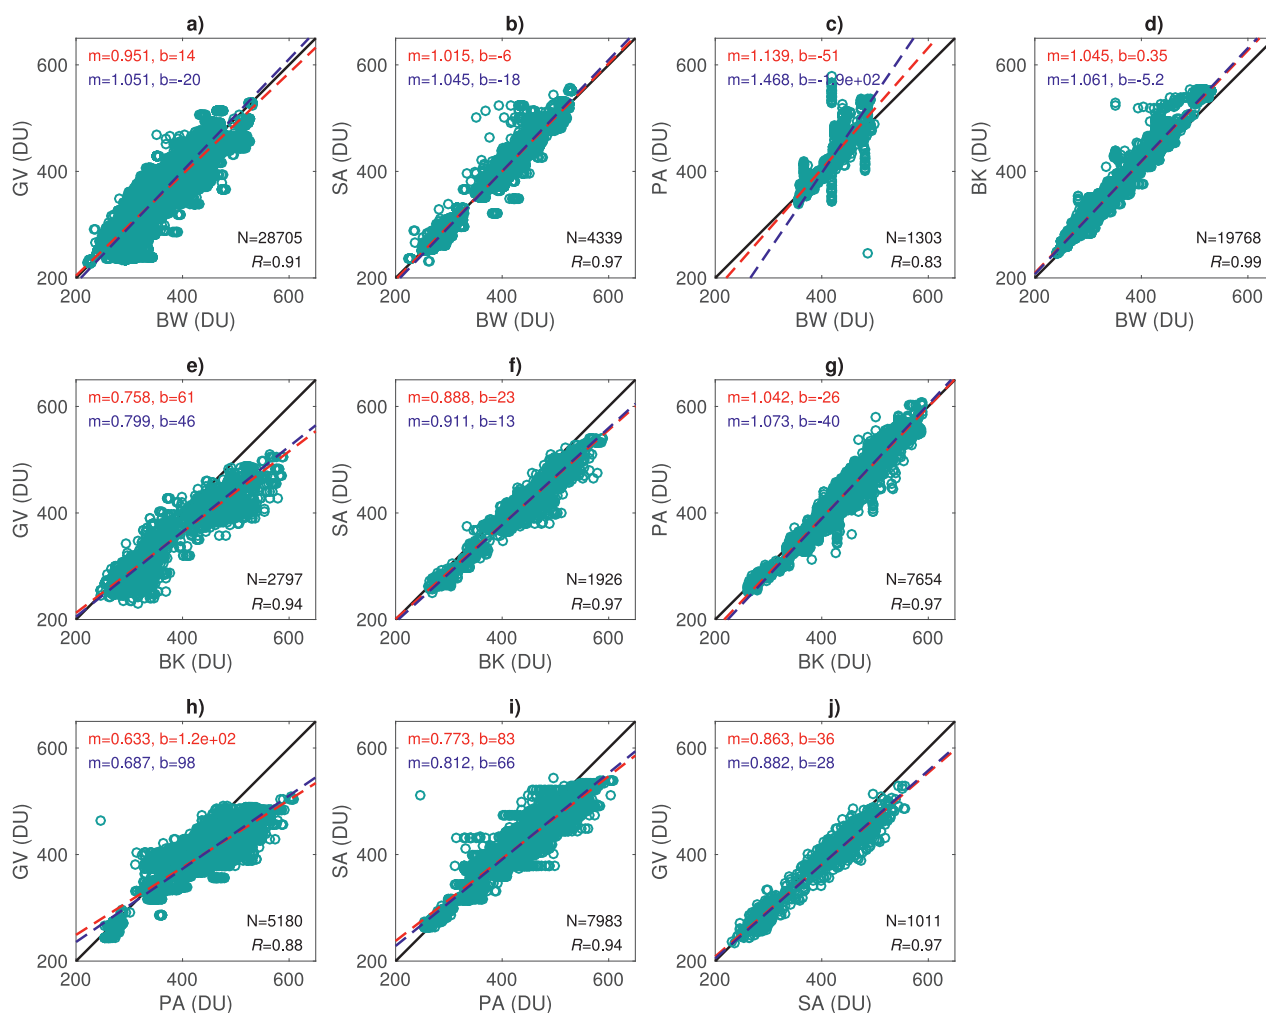 a)
m=0.951, b=14
m=1.051, b=-20
600
400
200
GV (DU)
N=28705
R=0.91
200 400 600
BW (DU)
b)
m=1.015, b=-6
m=1.045, b=-18
600
400
200
SA (DU)
N=4339
R=0.97
200 400 600
BW (DU)
c)
m=1.139, b=-51
m=1.468, b=-1.9e+02
600
400
200
PA (DU)
N=1303
R=0.83
200 400 600
BW (DU)
d)
m=1.045, b=0.35
m=1.061, b=-5.2
600
400
200
BK (DU)
N=19768
R=0.99
200 400 600
BW (DU)
e)
m=0.758, b=61
m=0.799, b=46
600
400
200
GV (DU)
N=2797
R=0.94
200 400 600
BK (DU)
f)
m=0.888, b=23
m=0.911, b=13
600
400
200
SA (DU)
N=1926
R=0.97
200 400 600
BK (DU)
g)
m=1.042, b=-26
m=1.073, b=-40
600
400
200
PA (DU)
N=7654
R=0.97
200 400 600
BK (DU)
h)
m=0.633, b=1.2e+02
m=0.687, b=98
600
400
200
GV (DU)
N=5180
R=0.88
200 400 600
PA (DU)
i)
m=0.773, b=83
m=0.812, b=66
600
400
200
SA (DU)
N=7983
R=0.94
200 400 600
PA (DU)
j)
m=0.863, b=36
m=0.882, b=28
600
400
200
GV (DU)
N=1011
R=0.97
200 400 600
SA (DU)